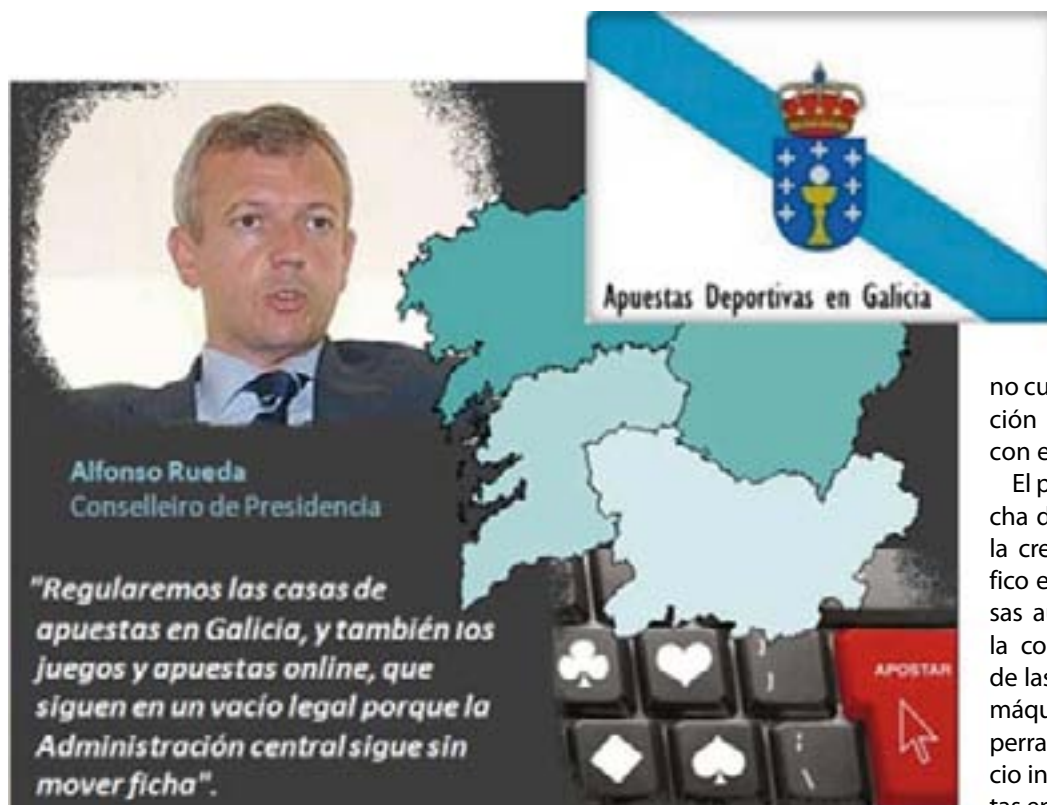 Apuestas Deportivas en Galicia
Alfonso Rueda
Conselleiro de Presidencia
"Regularemos las casas de
apuestas en Galicia, y también los
juegos y apuestas online, que
siguen en un vacío legal porque la
Administración central sigue sin
mover ficha".
APOSTAR
;
\
no cu
ción
con e
El p
cha d
la cre
fico e
sas a
la co
de las
máqu
perra
cio in
tas en